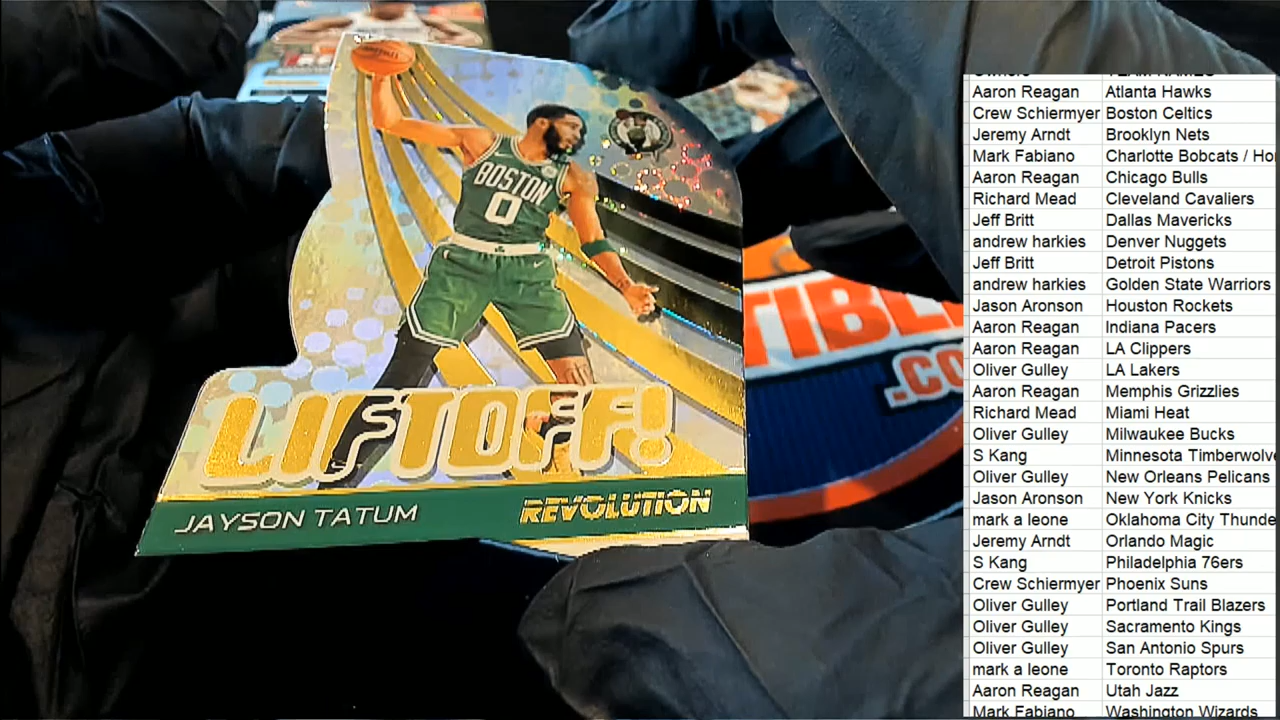 BOSTON
0
LIFTOFF!
JAYSON TATUM
REVOLUTION
TIBL
.CO
Owners TEAM NAMES
Aaron Reagan Atlanta Hawks
Crew Schiermyer Boston Celtics
Jeremy Arndt Brooklyn Nets
Mark Fabiano Charlotte Bobcats / Ho
Aaron Reagan Chicago Bulls
Richard Mead Cleveland Cavaliers
Jeff Britt Dallas Mavericks
andrew harkies Denver Nuggets
Jeff Britt Detroit Pistons
andrew harkies Golden State Warriors
Jason Aronson Houston Rockets
Aaron Reagan Indiana Pacers
Aaron Reagan LA Clippers
Oliver Gulley LA Lakers
Aaron Reagan Memphis Grizzlies
Richard Mead Miami Heat
Oliver Gulley Milwaukee Bucks
S Kang Minnesota Timberwolve
Oliver Gulley New Orleans Pelicans
Jason Aronson New York Knicks
mark a leone Oklahoma City Thunde
Jeremy Arndt Orlando Magic
S Kang Philadelphia 76ers
Crew Schiermyer Phoenix Suns
Oliver Gulley Portland Trail Blazers
Oliver Gulley Sacramento Kings
Oliver Gulley San Antonio Spurs
mark a leone Toronto Raptors
Aaron Reagan Utah Jazz
Mark Fabiano Washington Wizards